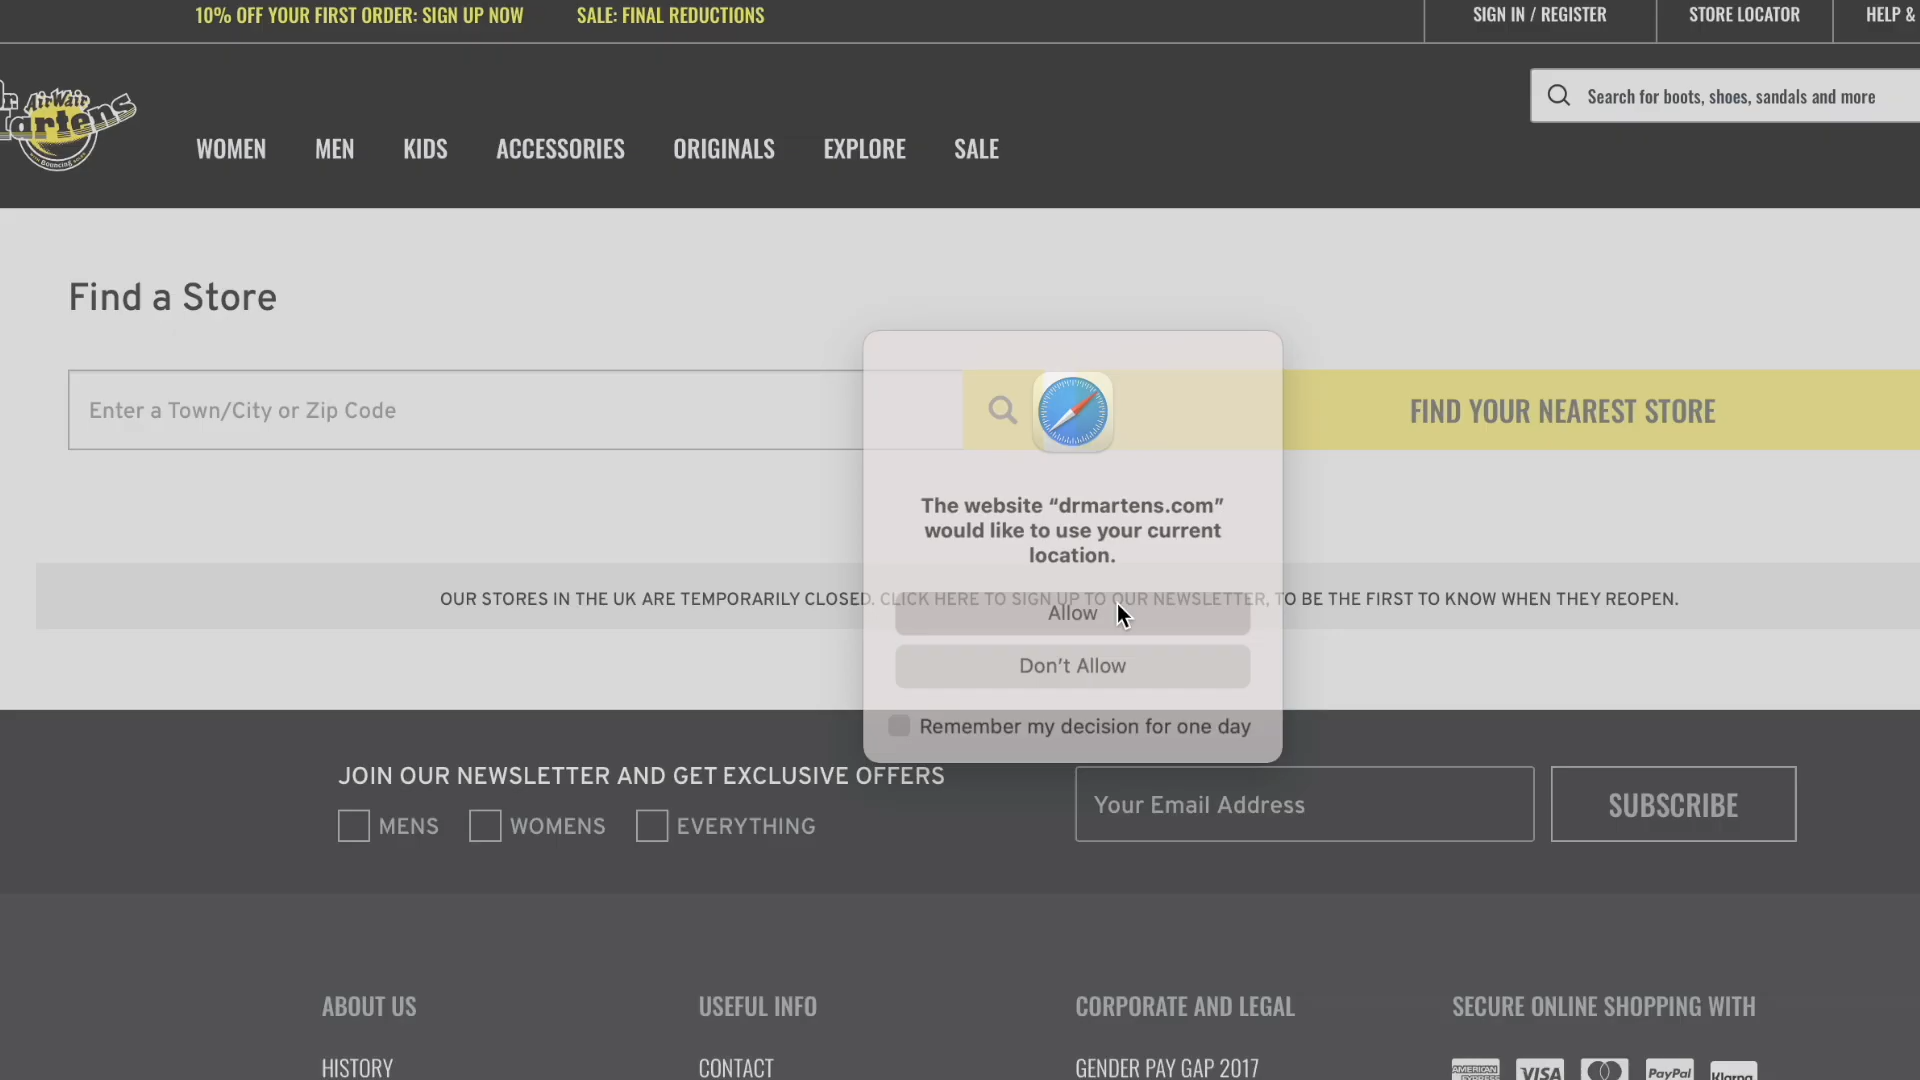 10% OFF YOUR FIRST ORDER: SIGN UP NOW
SALE: FINAL REDUCTIONS
SIGN IN / REGISTER
STORE LOCATOR
HELP &
AirWair
Martens
WOMEN
MEN
KIDS
ACCESSORIES
ORIGINALS
EXPLORE
SALE
Search for boots, shoes, sandals and more
Find a Store
Enter a Town/City or Zip Code
FIND YOUR NEAREST STORE
The website “drmartens.com”
would like to use your current
location.
OUR STORES IN THE UK ARE TEMPORARILY CLOSED. CLICK HERE TO SIGN UP TO OUR NEWSLETTER, TO BE THE FIRST TO KNOW WHEN THEY REOPEN.
Allow
Don’t Allow
Remember my decision for one day
JOIN OUR NEWSLETTER AND GET EXCLUSIVE OFFERS
MENS
WOMENS
EVERYTHING
Your Email Address
SUBSCRIBE
ABOUT US
USEFUL INFO
CORPORATE AND LEGAL
SECURE ONLINE SHOPPING WITH
HISTORY
CONTACT
GENDER PAY GAP 2017
AMERICAN
EXPRESS
VISA
PayPal
Klarna